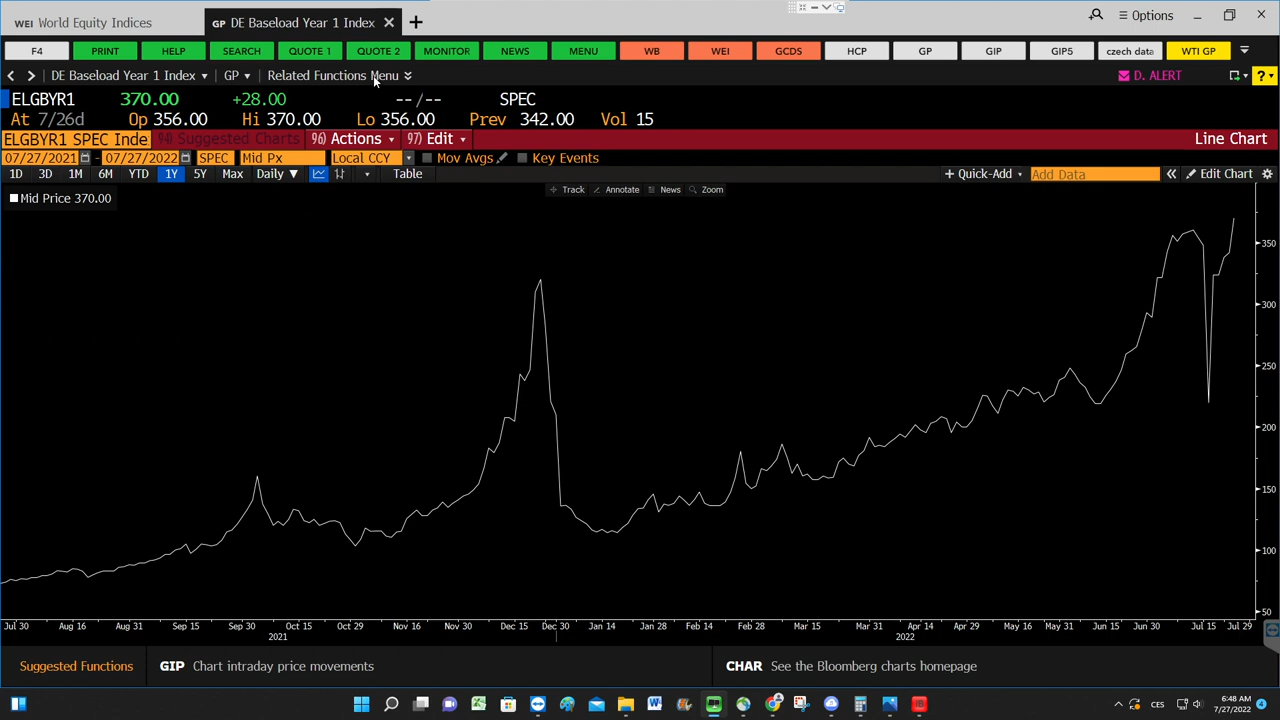 WEI World Equity Indices GP DE Baseload Year 1 Index Options
F4 PRINT HELP SEARCH QUOTE 1 QUOTE 2 MONITOR NEWS MENU WB WEI GCDS HCP GP GIP GIP5 czech data WTI GP
DE Baseload Year 1 Index GP Related Functions Menu D. ALERT ?
ELGBYR1 370.00 +28.00 --/-- SPEC
At 7/26d Op 356.00 Hi 370.00 Lo 356.00 Prev 342.00 Vol 15
ELGBYR1 SPEC Inde 94) Suggested Charts 96) Actions 97) Edit Line Chart
07/27/2021 - 07/27/2022 SPEC Mid Px Local CCY Mov Avgs Key Events
1D 3D 1M 6M YTD 1Y 5Y Max Daily ▼ Table + Quick-Add Add Data « Edit Chart
Track Annotate News Zoom
Mid Price 370.00
350
300
250
200
150
100
50
Jul 30 Aug 16 Aug 31 Sep 15 Sep 30 Oct 15 Oct 29 Nov 16 Nov 30 Dec 15 Dec 30 Jan 14 Jan 28 Feb 14 Feb 28 Mar 15 Mar 31 Apr 14 Apr 29 May 16 May 31 Jun 15 Jun 30 Jul 15 Jul 29
2021 2022
Suggested Functions GIP Chart intraday price movements CHAR See the Bloomberg charts homepage
CES 6:48 AM
7/27/2022